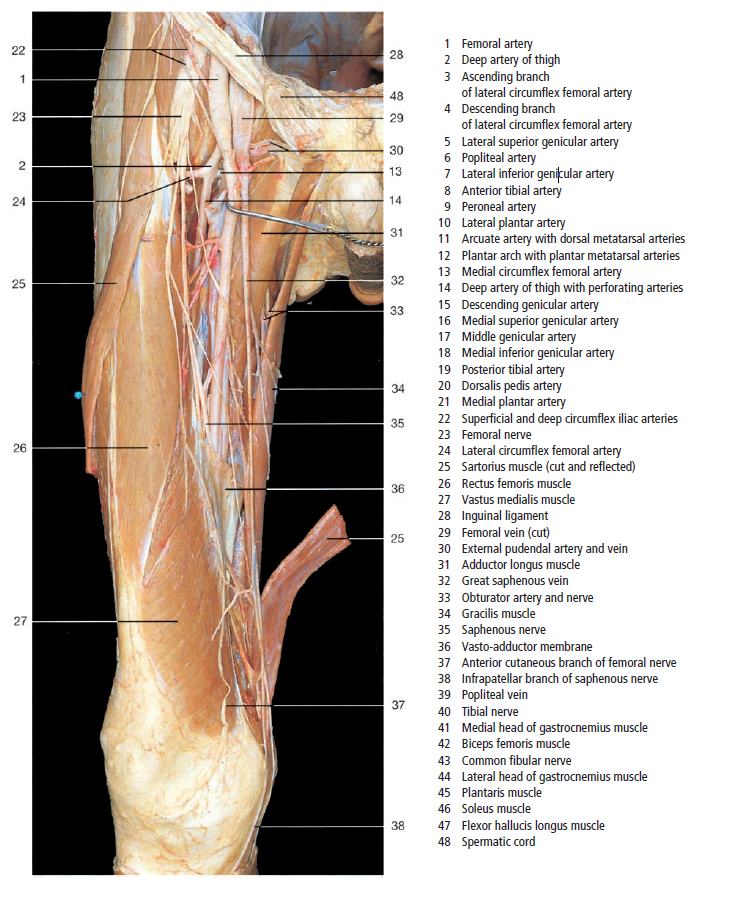 22
1
23
2
24
25
26
27
28
48
29
30
13
14
31
32
33
34
35
36
25
37
38
1 Femoral artery
2 Deep artery of thigh
3 Ascending branch
of lateral circumflex femoral artery
4 Descending branch
of lateral circumflex femoral artery
5 Lateral superior genicular artery
6 Popliteal artery
7 Lateral inferior genicular artery
8 Anterior tibial artery
9 Peroneal artery
10 Lateral plantar artery
11 Arcuate artery with dorsal metatarsal arteries
12 Plantar arch with plantar metatarsal arteries
13 Medial circumflex femoral artery
14 Deep artery of thigh with perforating arteries
15 Descending genicular artery
16 Medial superior genicular artery
17 Middle genicular artery
18 Medial inferior genicular artery
19 Posterior tibial artery
20 Dorsalis pedis artery
21 Medial plantar artery
22 Superficial and deep circumflex iliac arteries
23 Femoral nerve
24 Lateral circumflex femoral artery
25 Sartorius muscle (cut and reflected)
26 Rectus femoris muscle
27 Vastus medialis muscle
28 Inguinal ligament
29 Femoral vein (cut)
30 External pudendal artery and vein
31 Adductor longus muscle
32 Great saphenous vein
33 Obturator artery and nerve
34 Gracilis muscle
35 Saphenous nerve
36 Vasto-adductor membrane
37 Anterior cutaneous branch of femoral nerve
38 Infrapatellar branch of saphenous nerve
39 Popliteal vein
40 Tibial nerve
41 Medial head of gastrocnemius muscle
42 Biceps femoris muscle
43 Common fibular nerve
44 Lateral head of gastrocnemius muscle
45 Plantaris muscle
46 Soleus muscle
47 Flexor hallucis longus muscle
48 Spermatic cord